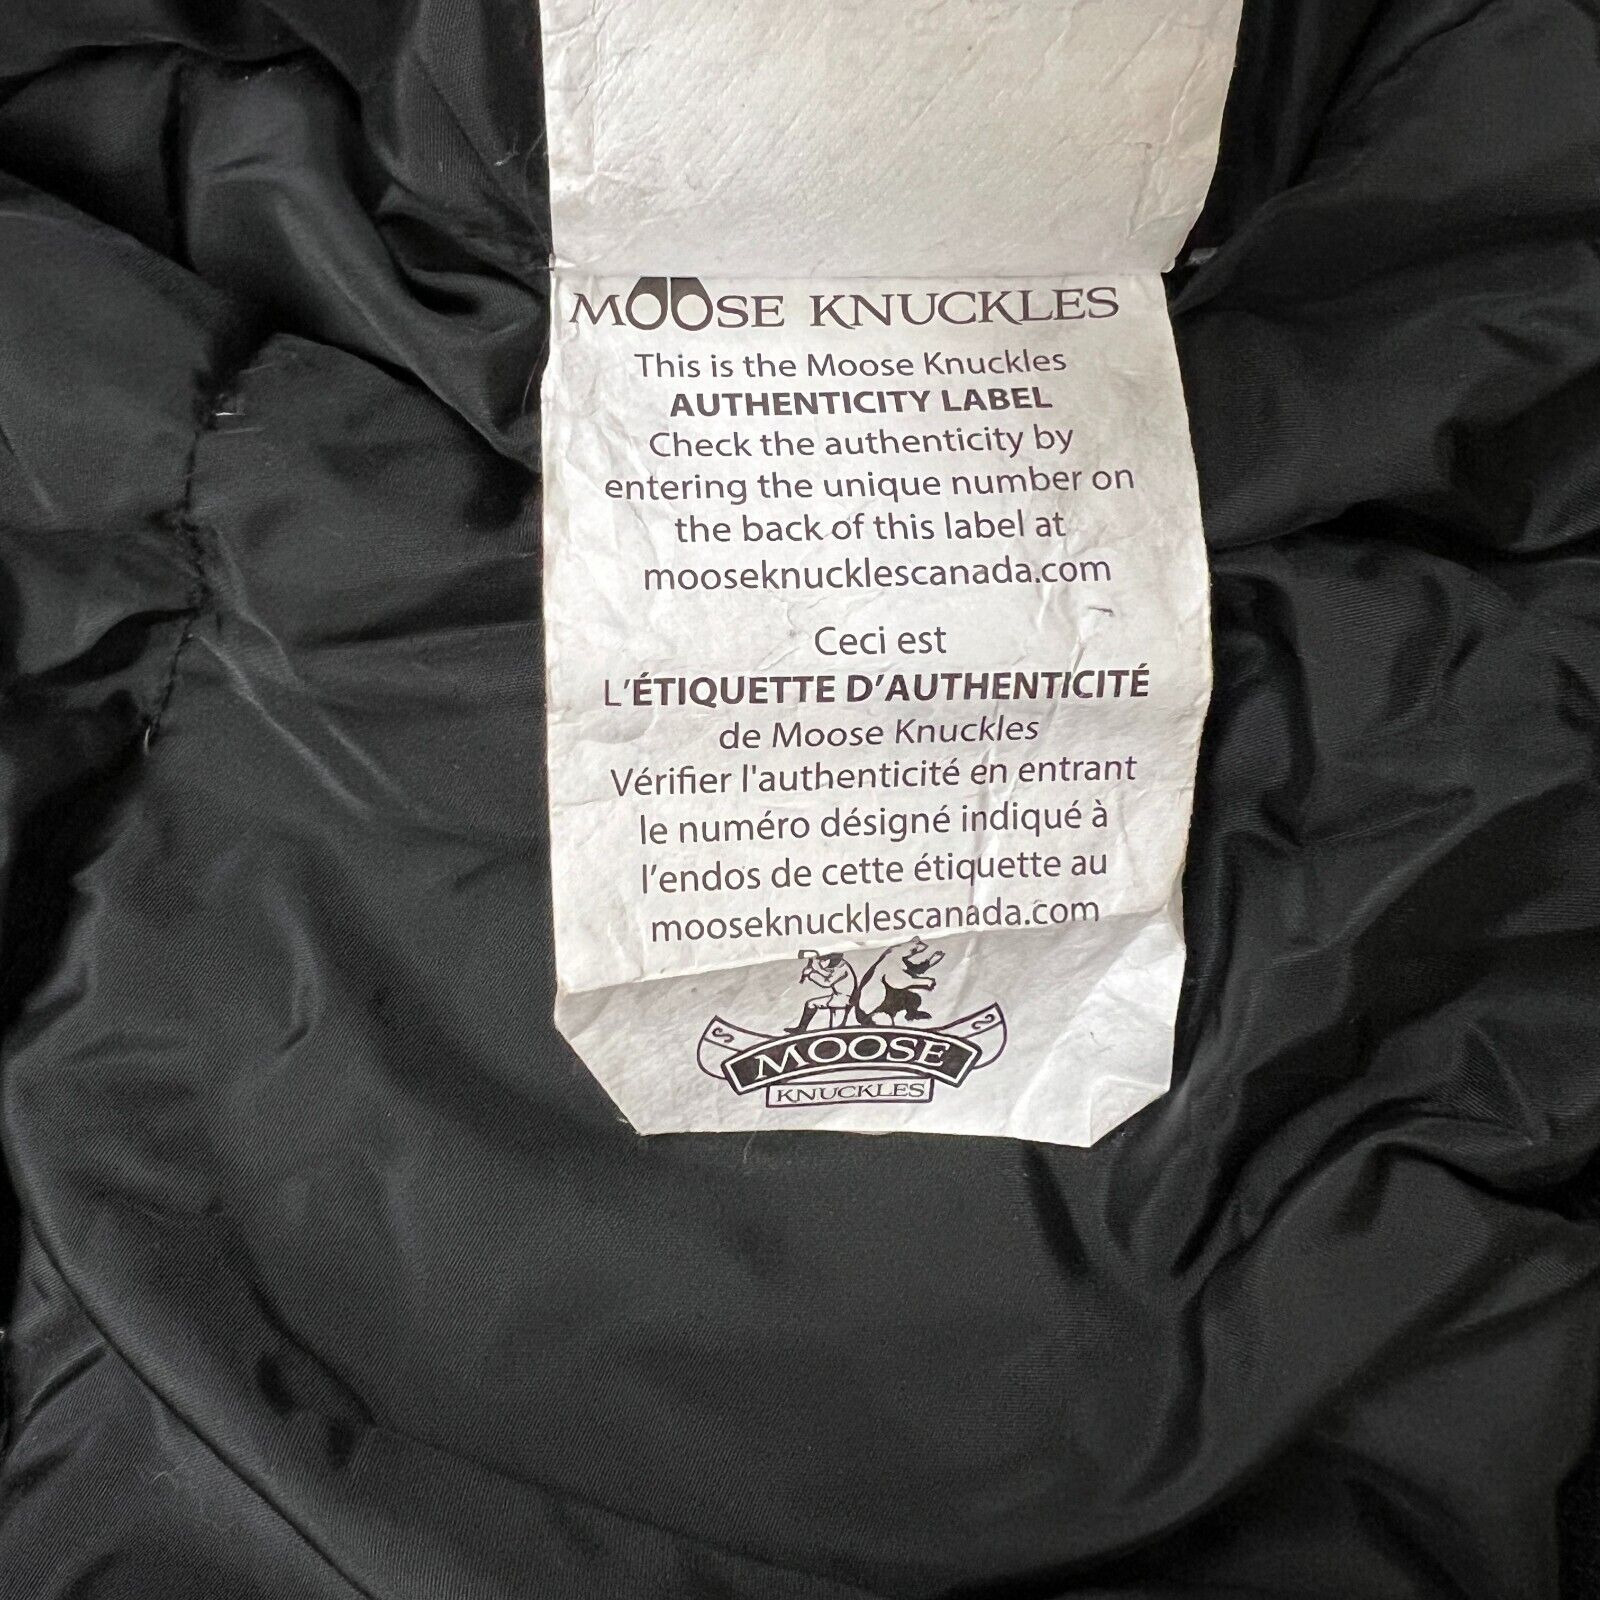 MOOSE KNUCKLES
This is the Moose Knuckles
AUTHENTICITY LABEL
Check the authenticity by
entering the unique number on
the back of this label at
mooseknucklescanada.com
Ceci est
L'ÉTIQUETTE D'AUTHENTICITÉ
de Moose Knuckles
Vérifier l'authenticité en entrant
le numéro désigné indiqué à
l'endos de cette étiquette au
mooseknucklescanada.com
MOOSE
KNUCKLES